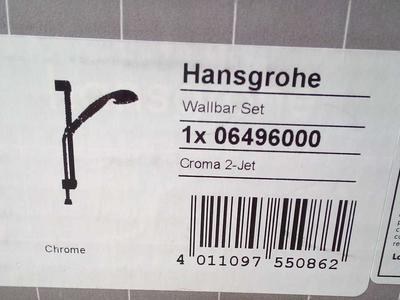 Hansgrohe
Wallbar Set
1x 06496000
Croma 2-Jet
Chrome
4 011097 550862